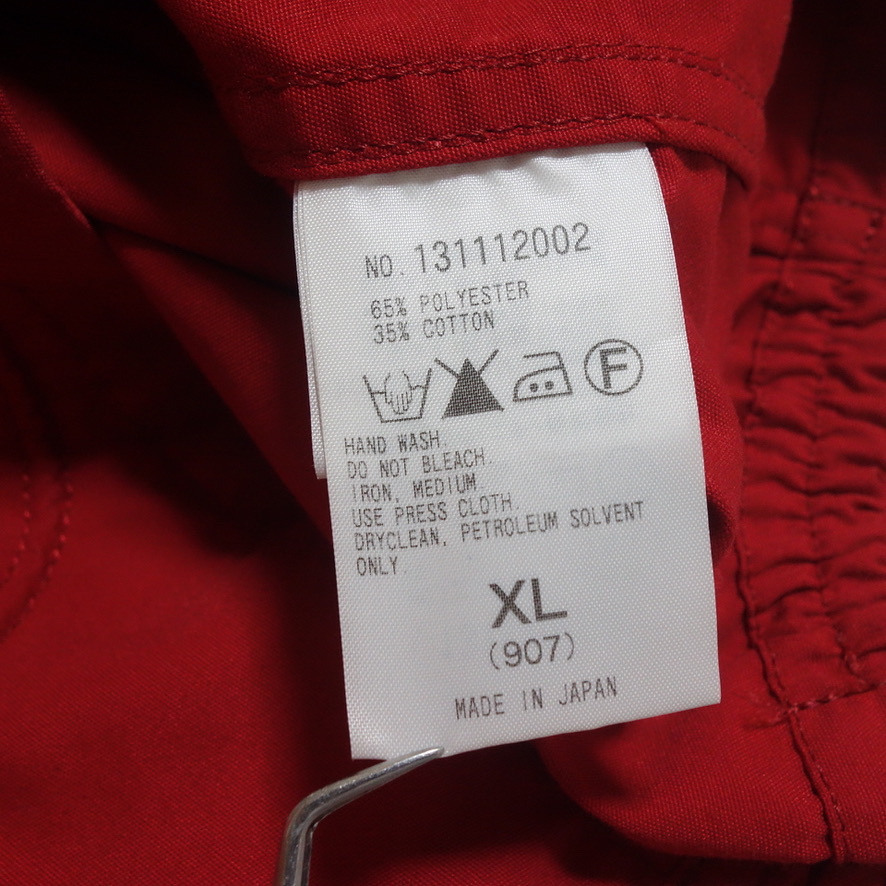 NO. 131112002
65% POLYESTER
35% COTTON
F
HAND WASH.
DO NOT BLEACH.
IRON, MEDIUM
USE PRESS CLOTH.
DRYCLEAN, PETROLEUM SOLVENT
ONLY
XL
(907)
MADE IN JAPAN